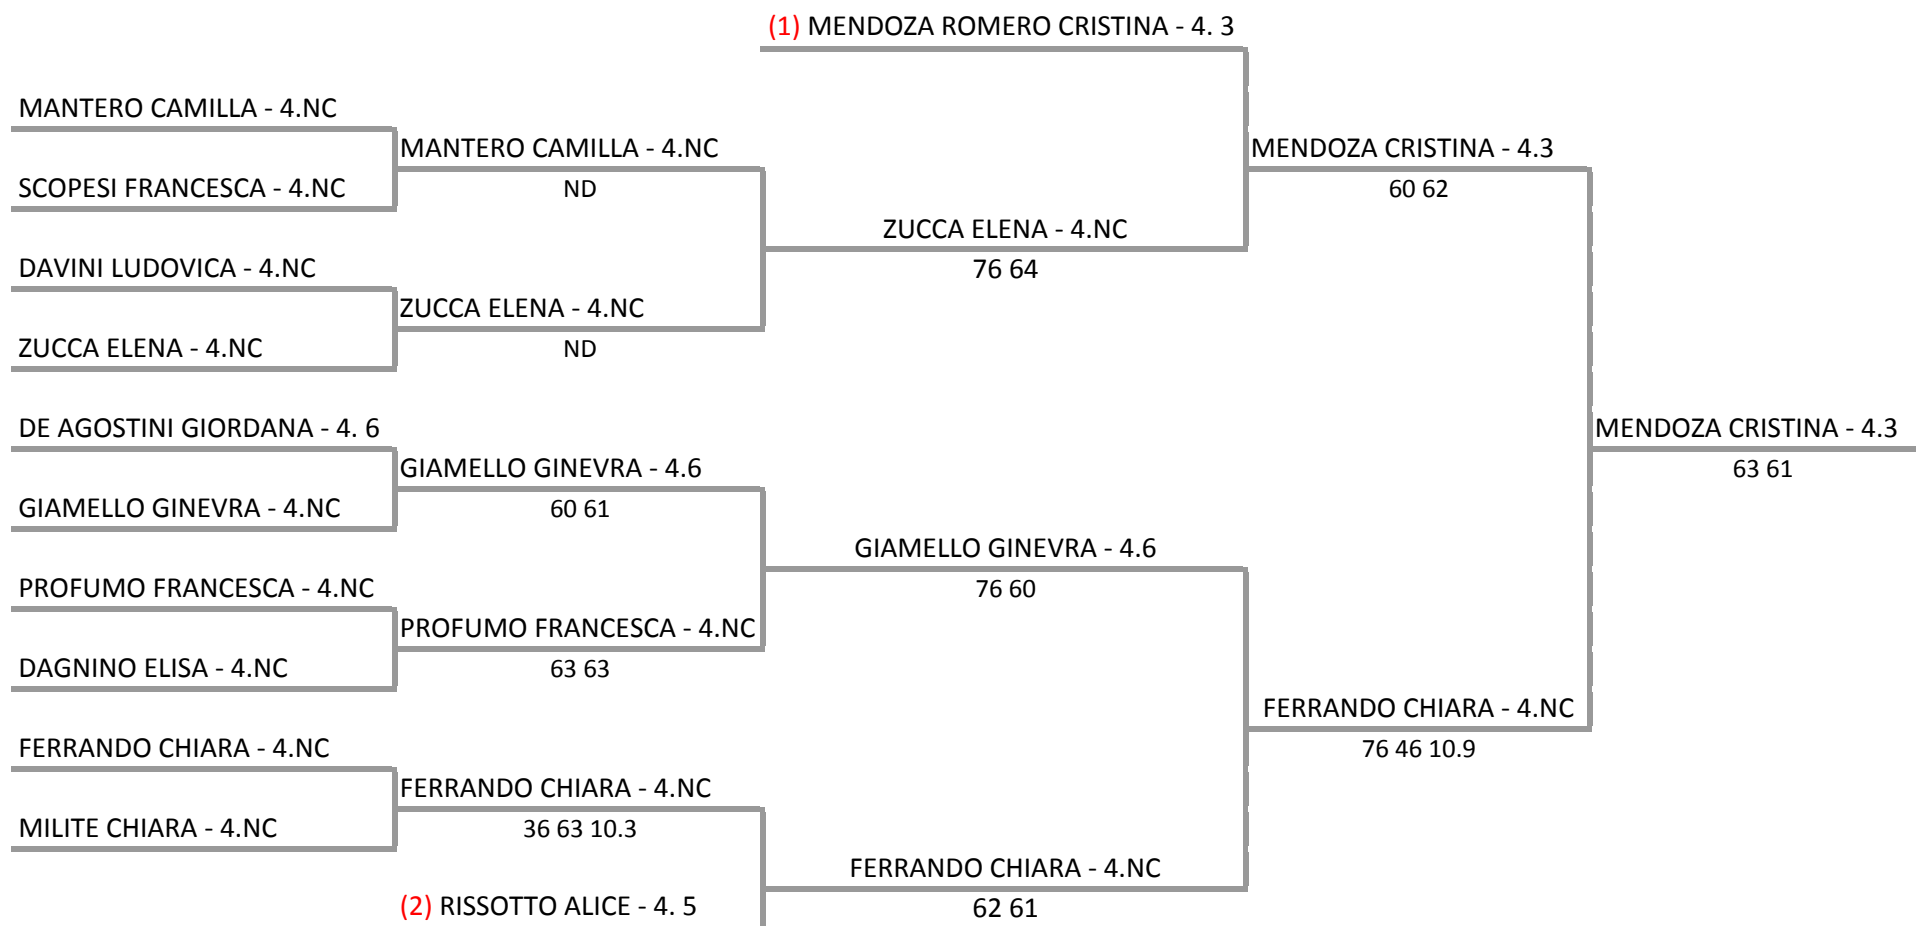 (1) MENDOZA ROMERO CRISTINA - 4. 3
MANTERO CAMILLA - 4.NC
MANTERO CAMILLA - 4.NC
MENDOZA CRISTINA - 4.3
SCOPESI FRANCESCA - 4.NC
ND
60 62
ZUCCA ELENA - 4.NC
DAVINI LUDOVICA - 4.NC
76 64
ZUCCA ELENA - 4.NC
ZUCCA ELENA - 4.NC
ND
DE AGOSTINI GIORDANA - 4. 6
MENDOZA CRISTINA - 4.3
GIAMELLO GINEVRA - 4.6
63 61
GIAMELLO GINEVRA - 4.NC
60 61
GIAMELLO GINEVRA - 4.6
PROFUMO FRANCESCA - 4.NC
76 60
PROFUMO FRANCESCA - 4.NC
DAGNINO ELISA - 4.NC
63 63
FERRANDO CHIARA - 4.NC
FERRANDO CHIARA - 4.NC
76 46 10.9
FERRANDO CHIARA - 4.NC
MILITE CHIARA - 4.NC
36 63 10.3
FERRANDO CHIARA - 4.NC
(2) RISSOTTO ALICE - 4. 5
62 61